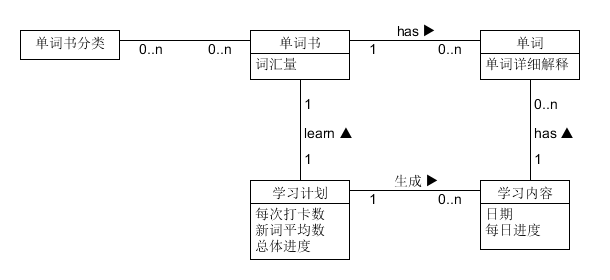 has ▶
单词书分类
单词书
单词
0..n
0..n
1
0..n
词汇量
单词详细解释
1
0..n
learn ▲
has ▲
1
1
生成 ▶
学习计划
学习内容
1
0..n
每次打卡数
日期
新词平均数
每日进度
总体进度